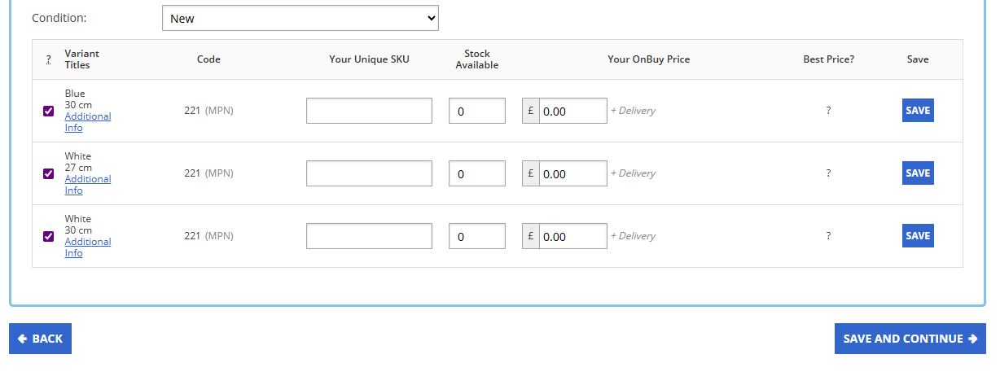 Condition: New
? Variant Titles Code Your Unique SKU Stock Available Your OnBuy Price Best Price? Save
Blue
30 cm
Additional
Info
221 (MPN) 0 £ 0.00 + Delivery ? SAVE
White
27 cm
Additional
Info
221 (MPN) 0 £ 0.00 + Delivery ? SAVE
White
30 cm
Additional
Info
221 (MPN) 0 £ 0.00 + Delivery ? SAVE
BACK SAVE AND CONTINUE